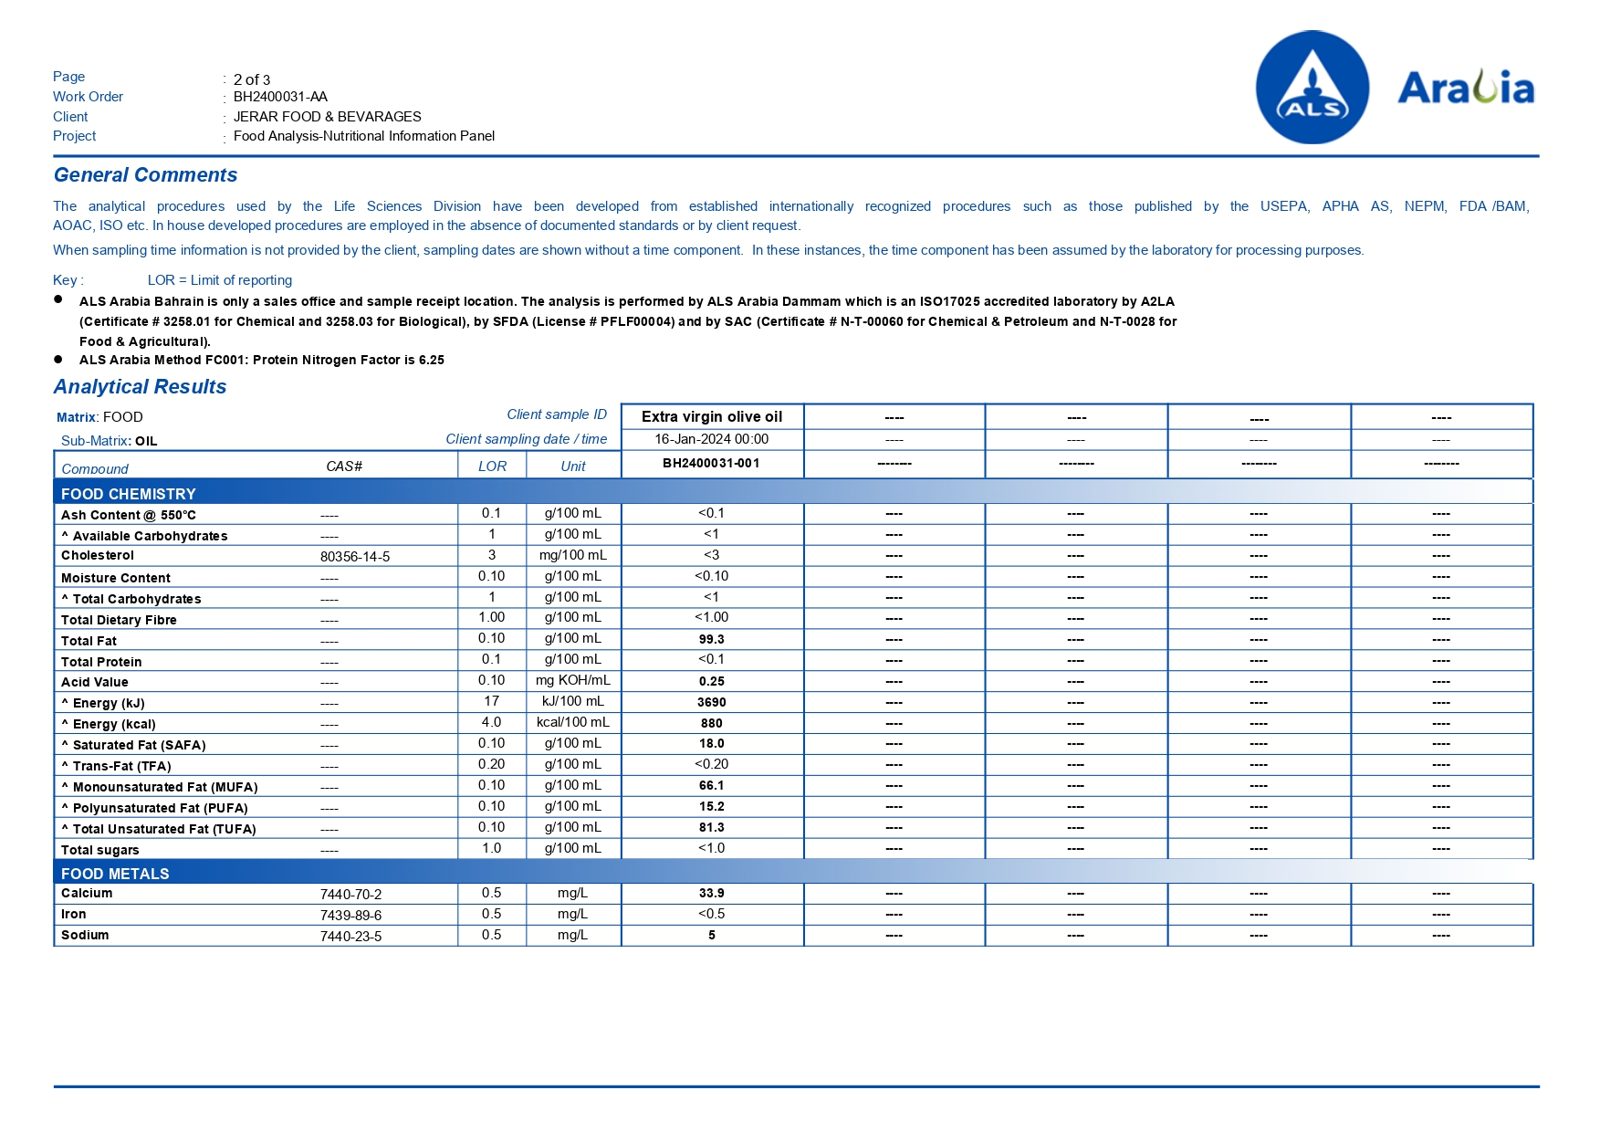 ALS Arabia
Page : 2 of 3
Work Order : BH2400031-AA
Client : JERAR FOOD & BEVARAGES
Project : Food Analysis-Nutritional Information Panel
General Comments
The analytical procedures used by the Life Sciences Division have been developed from established internationally recognized procedures such as those published by the USEPA, APHA AS, NEPM, FDA /BAM,
AOAC, ISO etc. In house developed procedures are employed in the absence of documented standards or by client request.
When sampling time information is not provided by the client, sampling dates are shown without a time component. In these instances, the time component has been assumed by the laboratory for processing purposes.
Key : LOR = Limit of reporting
● ALS Arabia Bahrain is only a sales office and sample receipt location. The analysis is performed by ALS Arabia Dammam which is an ISO17025 accredited laboratory by A2LA
(Certificate # 3258.01 for Chemical and 3258.03 for Biological), by SFDA (License # PFLF00004) and by SAC (Certificate # N-T-00060 for Chemical & Petroleum and N-T-0028 for
Food & Agricultural).
● ALS Arabia Method FC001: Protein Nitrogen Factor is 6.25
Analytical Results
Matrix: FOOD Client sample ID Extra virgin olive oil ---- ---- ---- ----
Sub-Matrix: OIL Client sampling date / time 16-Jan-2024 00:00 ---- ---- ---- ----
Compound CAS# LOR Unit BH2400031-001 -------- -------- -------- --------
FOOD CHEMISTRY
Ash Content @ 550°C ---- 0.1 g/100 mL <0.1 ---- ---- ---- ----
^ Available Carbohydrates ---- 1 g/100 mL <1 ---- ---- ---- ----
Cholesterol 80356-14-5 3 mg/100 mL <3 ---- ---- ---- ----
Moisture Content ---- 0.10 g/100 mL <0.10 ---- ---- ---- ----
^ Total Carbohydrates ---- 1 g/100 mL <1 ---- ---- ---- ----
Total Dietary Fibre ---- 1.00 g/100 mL <1.00 ---- ---- ---- ----
Total Fat ---- 0.10 g/100 mL 99.3 ---- ---- ---- ----
Total Protein ---- 0.1 g/100 mL <0.1 ---- ---- ---- ----
Acid Value ---- 0.10 mg KOH/mL 0.25 ---- ---- ---- ----
^ Energy (kJ) ---- 17 kJ/100 mL 3690 ---- ---- ---- ----
^ Energy (kcal) ---- 4.0 kcal/100 mL 880 ---- ---- ---- ----
^ Saturated Fat (SAFA) ---- 0.10 g/100 mL 18.0 ---- ---- ---- ----
^ Trans-Fat (TFA) ---- 0.20 g/100 mL <0.20 ---- ---- ---- ----
^ Monounsaturated Fat (MUFA) ---- 0.10 g/100 mL 66.1 ---- ---- ---- ----
^ Polyunsaturated Fat (PUFA) ---- 0.10 g/100 mL 15.2 ---- ---- ---- ----
^ Total Unsaturated Fat (TUFA) ---- 0.10 g/100 mL 81.3 ---- ---- ---- ----
Total sugars ---- 1.0 g/100 mL <1.0 ---- ---- ---- ----
FOOD METALS
Calcium 7440-70-2 0.5 mg/L 33.9 ---- ---- ---- ----
Iron 7439-89-6 0.5 mg/L <0.5 ---- ---- ---- ----
Sodium 7440-23-5 0.5 mg/L 5 ---- ---- ---- ----